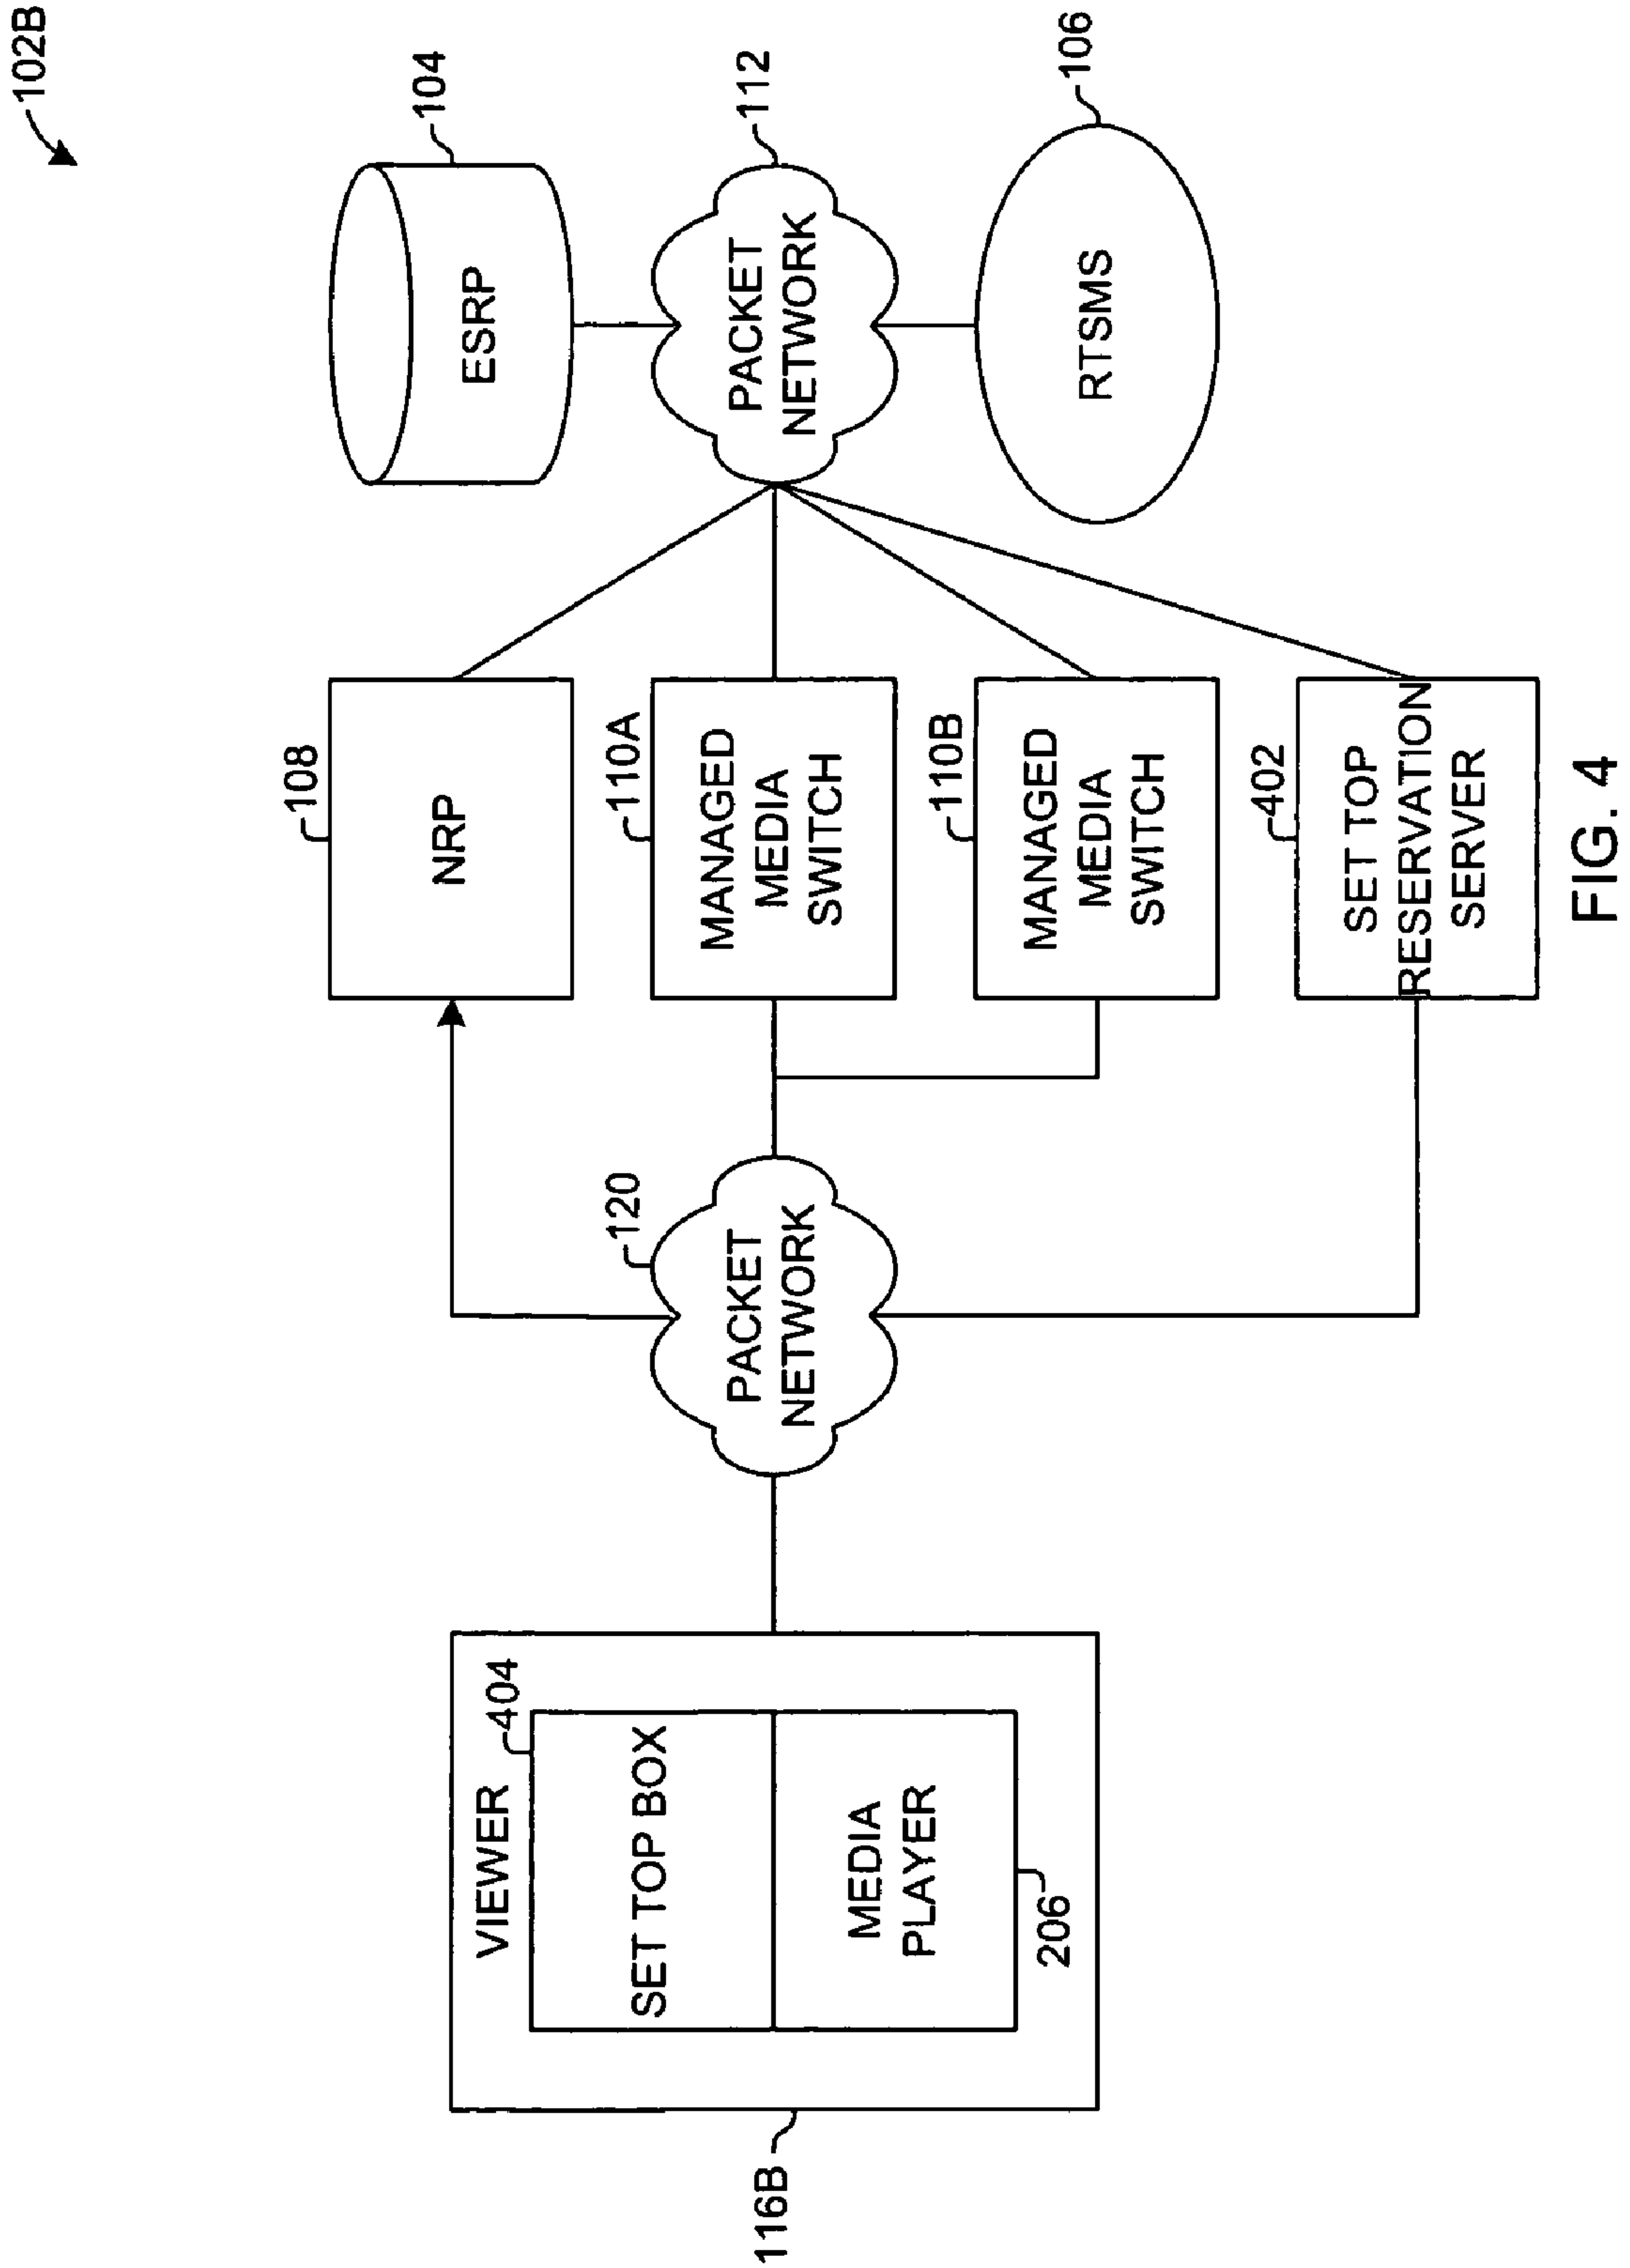 102B
VIEWER
404
SET TOP BOX
MEDIA
PLAYER
206
116B
120
PACKET
NETWORK
108
NRP
110A
MANAGED
MEDIA
SWITCH
110B
MANAGED
MEDIA
SWITCH
402
SET TOP
RESERVATION
SERVER
104
ESRP
112
PACKET
NETWORK
106
RTSMS
FIG. 4